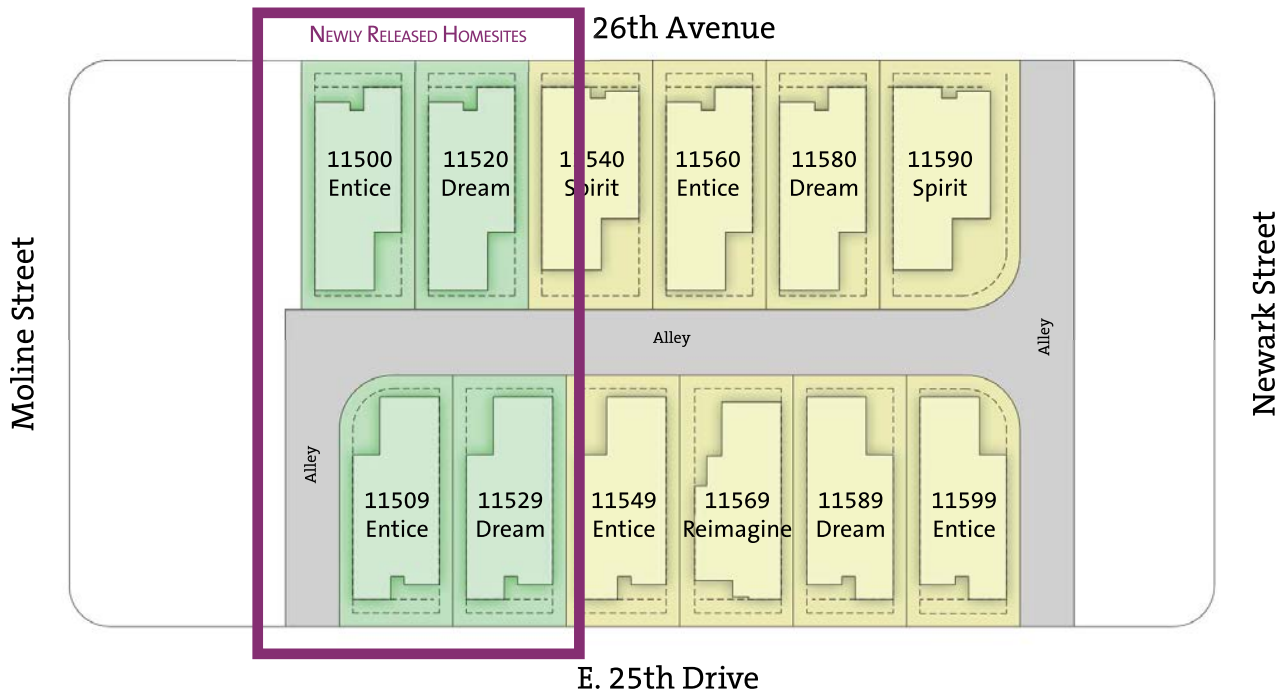 NEWLY RELEASED HOMESITES
26th Avenue
11500
Entice
11520
Dream
11540
Spirit
11560
Entice
11580
Dream
11590
Spirit
Moline Street
Newark Street
Alley
Alley
Alley
11509
Entice
11529
Dream
11549
Entice
11569
Reimagine
11589
Dream
11599
Entice
E. 25th Drive